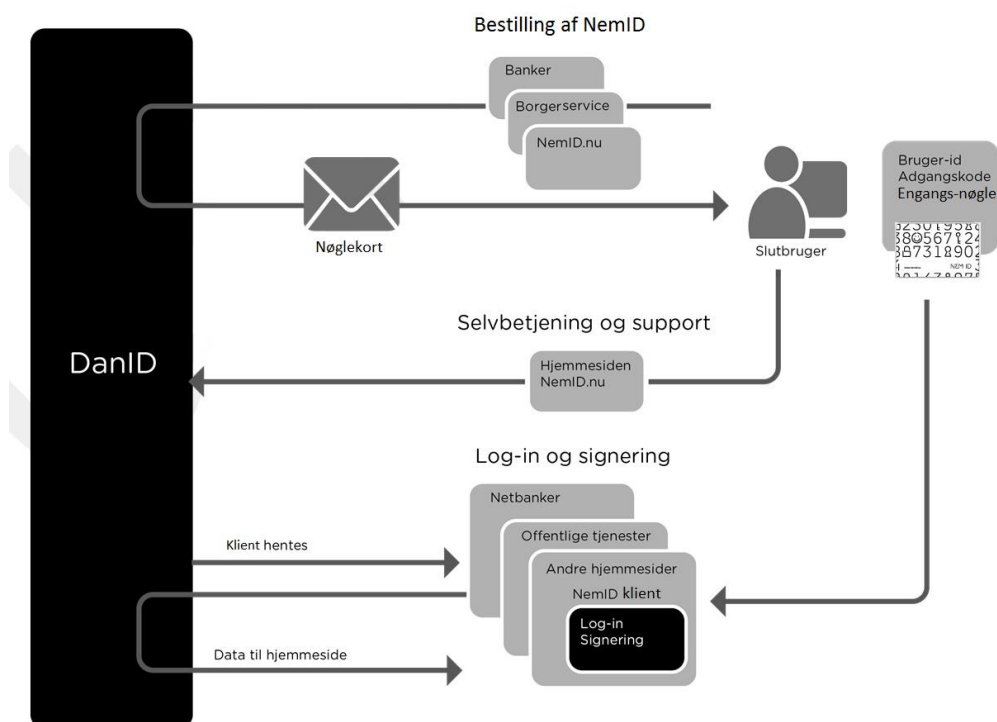 Bestilling af NemID
Banker
Borgerservice
NemID.nu
Nøglekort
Slutbruger
Bruger-id
Adgangskode
Engangs-nøgle
NEM ID
DanID
Selvbetjening og support
Hjemmesiden
NemID.nu
Log-in og signering
Netbanker
Offentlige tjenester
Andre hjemmesider
NemID klient
Log-in
Signering
Klient hentes
Data til hjemmeside